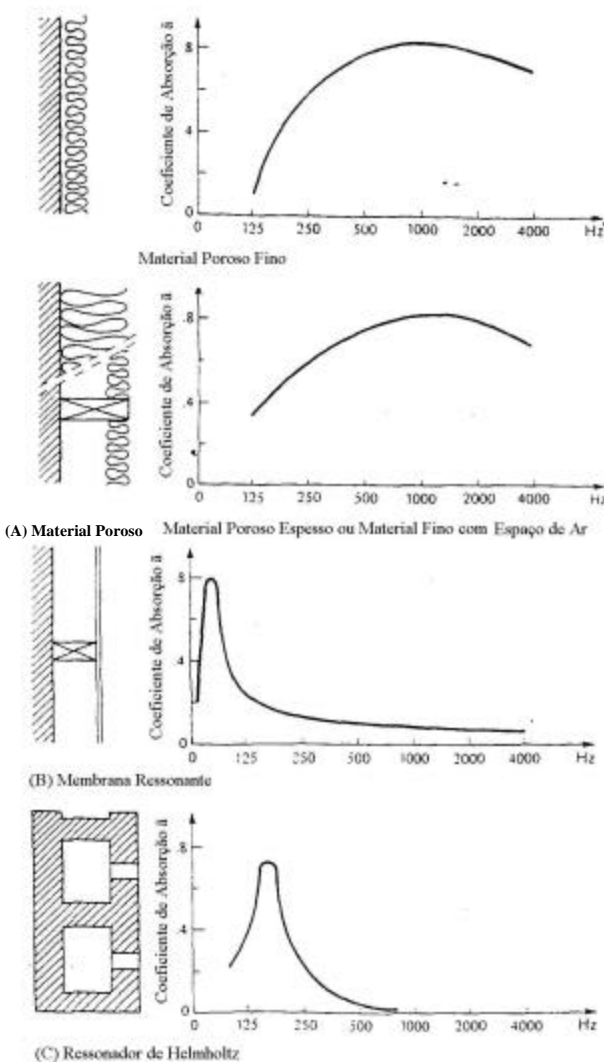 Coeficiente de Absorção ā
.8
.4
0
0 125 250 500 1000 2000 4000 Hz
Material Poroso Fino
Coeficiente de Absorção ā
.8
.4
0
0 125 250 500 1000 2000 4000 Hz
(A) Material Poroso Material Poroso Espesso ou Material Fino com Espaço de Ar
Coeficiente de Absorção ā
.8
.4
0
0 125 250 500 1000 2000 4000 Hz
(B) Membrana Ressonante
Coeficiente de Absorção ā
.8
.4
0
0 125 250 500 1000 2000 4000 Hz
(C) Ressonador de Helmholtz